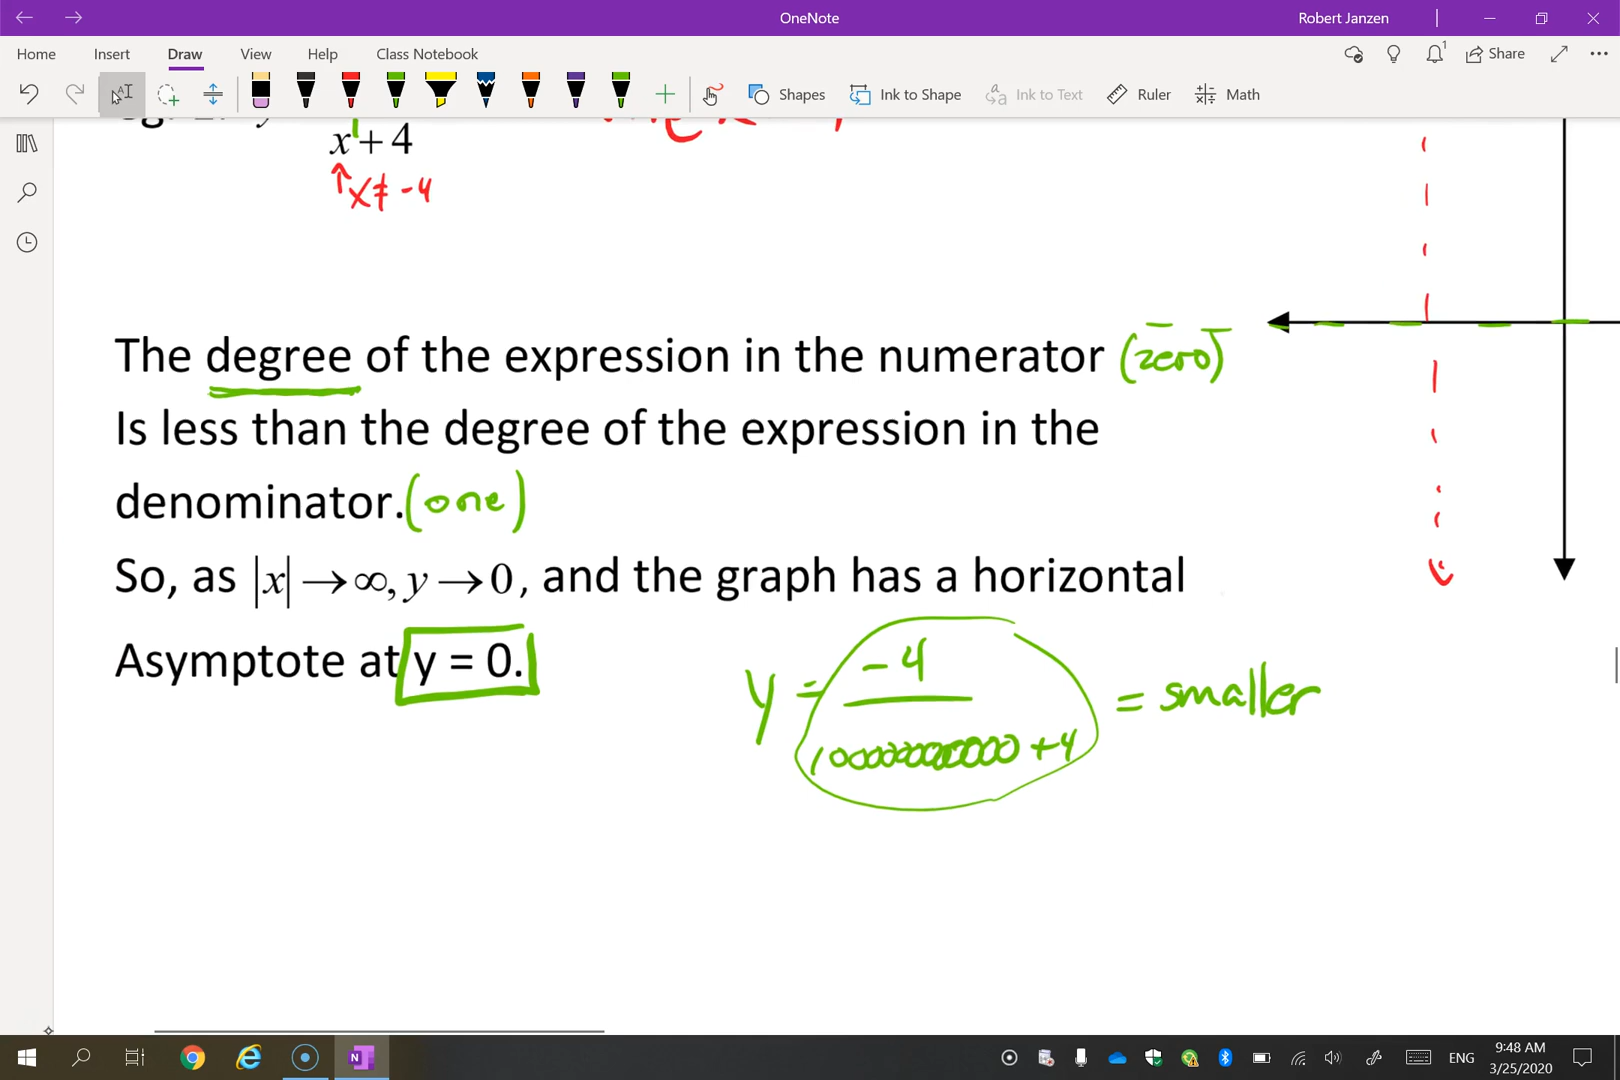 OneNote
Robert Janzen
Home Insert Draw View Help Class Notebook
1
Share
Shapes Ink to Shape Ink to Text Ruler Math
x + 4
x ≠ -4
The degree of the expression in the numerator (zero)
Is less than the degree of the expression in the
denominator. (one)
So, as |x| → ∞, y → 0, and the graph has a horizontal
Asymptote at y = 0.
y = -4 = smaller
ENG
9:48 AM
3/25/2020